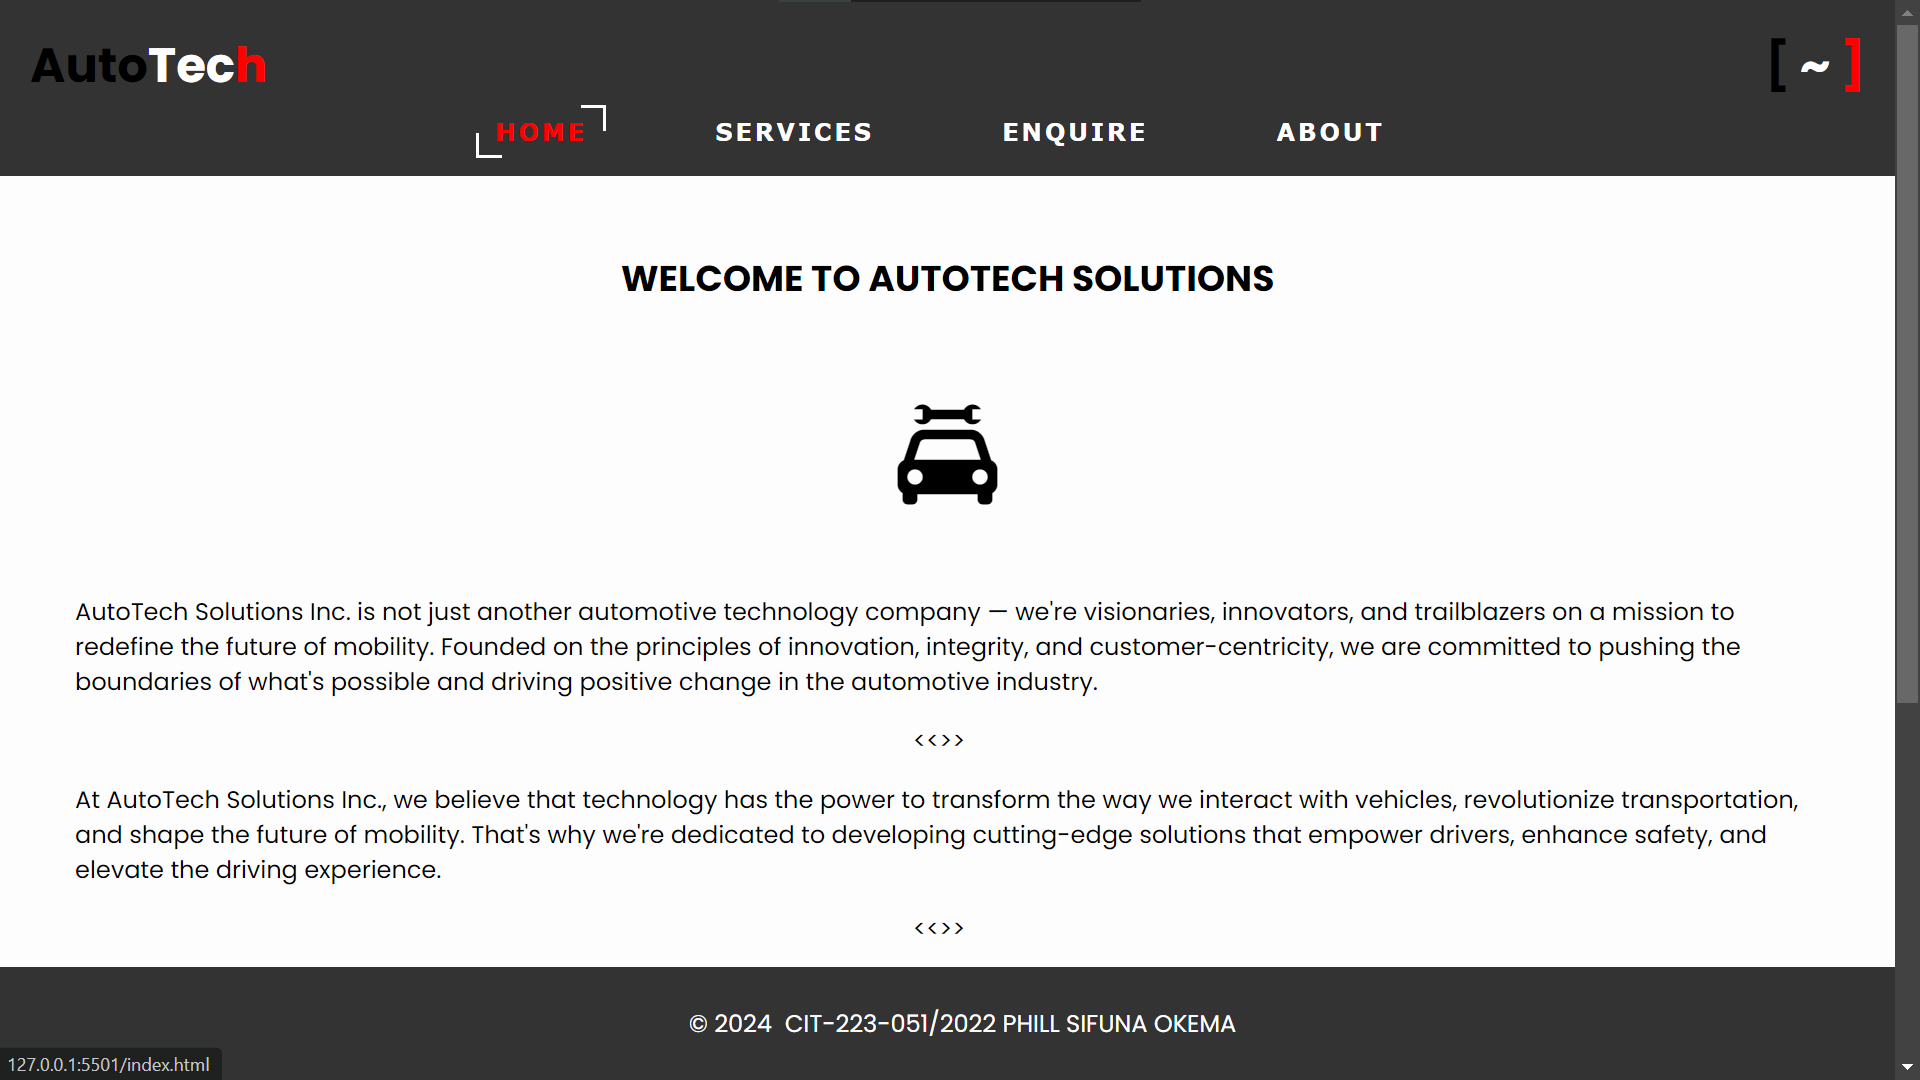 AutoTech
[ ~ ]
HOME SERVICES ENQUIRE ABOUT
WELCOME TO AUTOTECH SOLUTIONS
AutoTech Solutions Inc. is not just another automotive technology company — we're visionaries, innovators, and trailblazers on a mission to
redefine the future of mobility. Founded on the principles of innovation, integrity, and customer-centricity, we are committed to pushing the
boundaries of what's possible and driving positive change in the automotive industry.
<<>>
At AutoTech Solutions Inc., we believe that technology has the power to transform the way we interact with vehicles, revolutionize transportation,
and shape the future of mobility. That's why we're dedicated to developing cutting-edge solutions that empower drivers, enhance safety, and
elevate the driving experience.
<<>>
© 2024 CIT-223-051/2022 PHILL SIFUNA OKEMA
127.0.0.1:5501/index.html